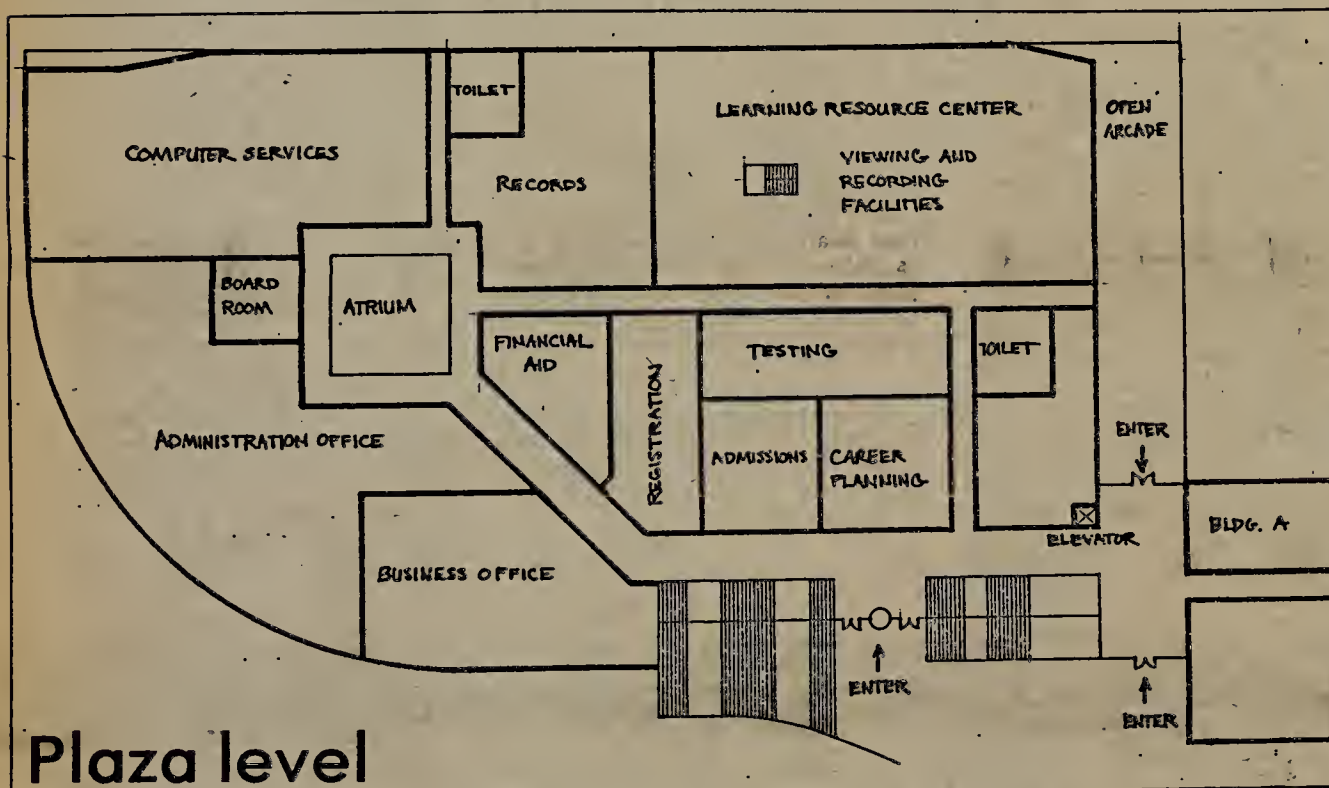 TOILET
LEARNING RESOURCE CENTER
OPEN
ARCADE
COMPUTER SERVICES
VIEWING AND
RECORDING
FACILITIES
RECORDS
BOARD
ROOM
ATRIUM
FINANCIAL
AID
REGISTRATION
TESTING
TOILET
ADMINISTRATION OFFICE
ADMISSIONS
CAREER
PLANNING
ENTER
BLDG. A
ELEVATOR
BUSINESS OFFICE
ENTER
ENTER
Plaza level